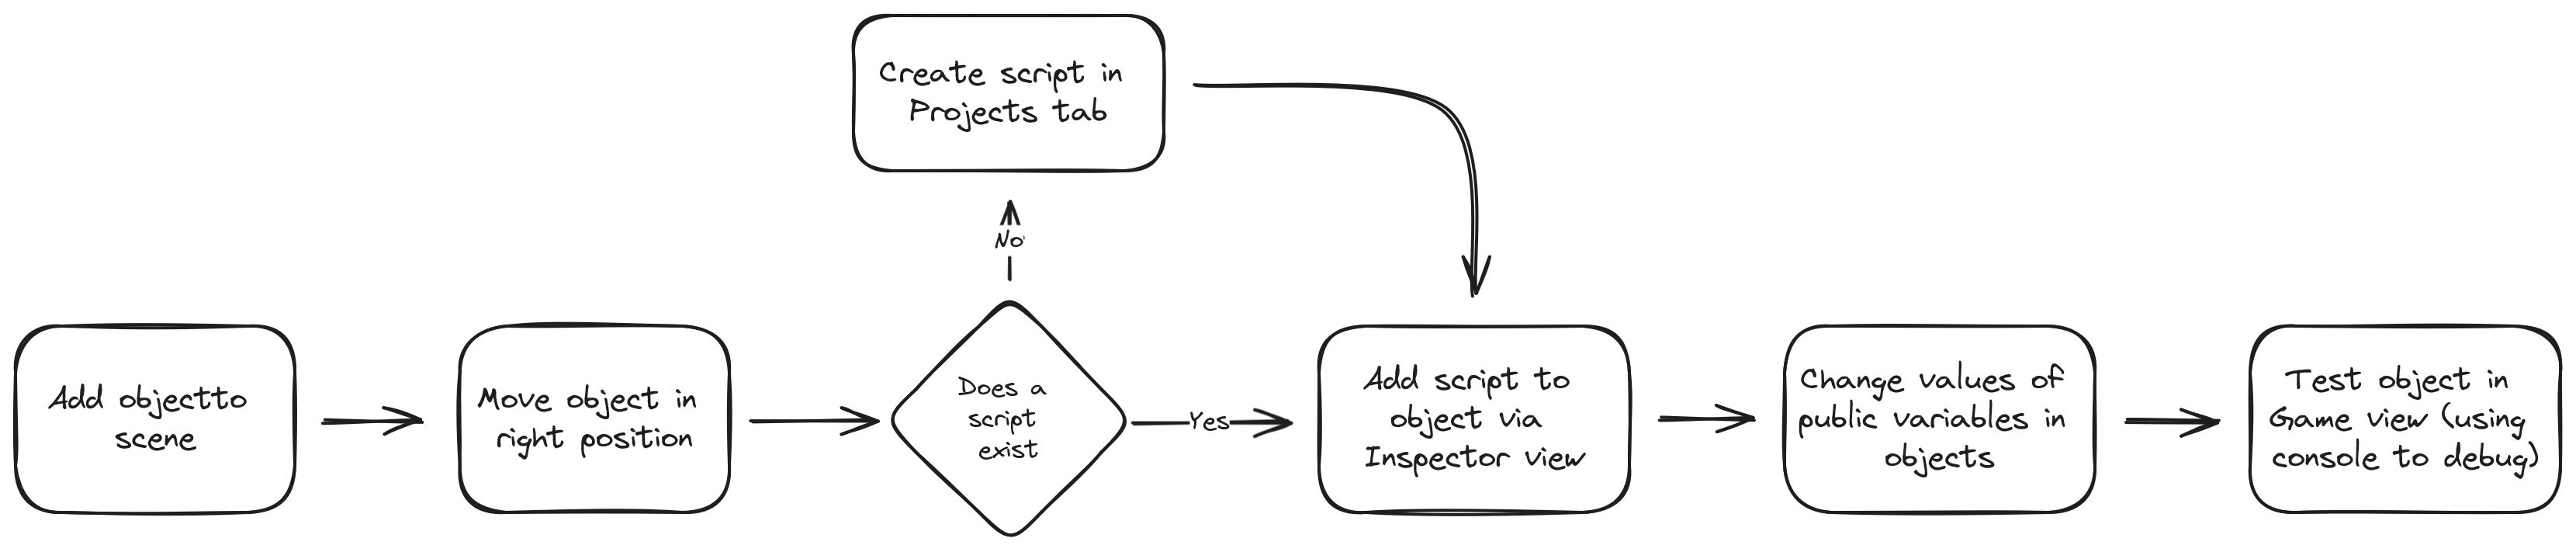 Create script in
Projects tab
No
Add objectto
scene
Move object in
right position
Does a
script
exist
Yes
Add script to
object via
Inspector view
Change values of
public variables in
objects
Test object in
Game view (using
console to debug)